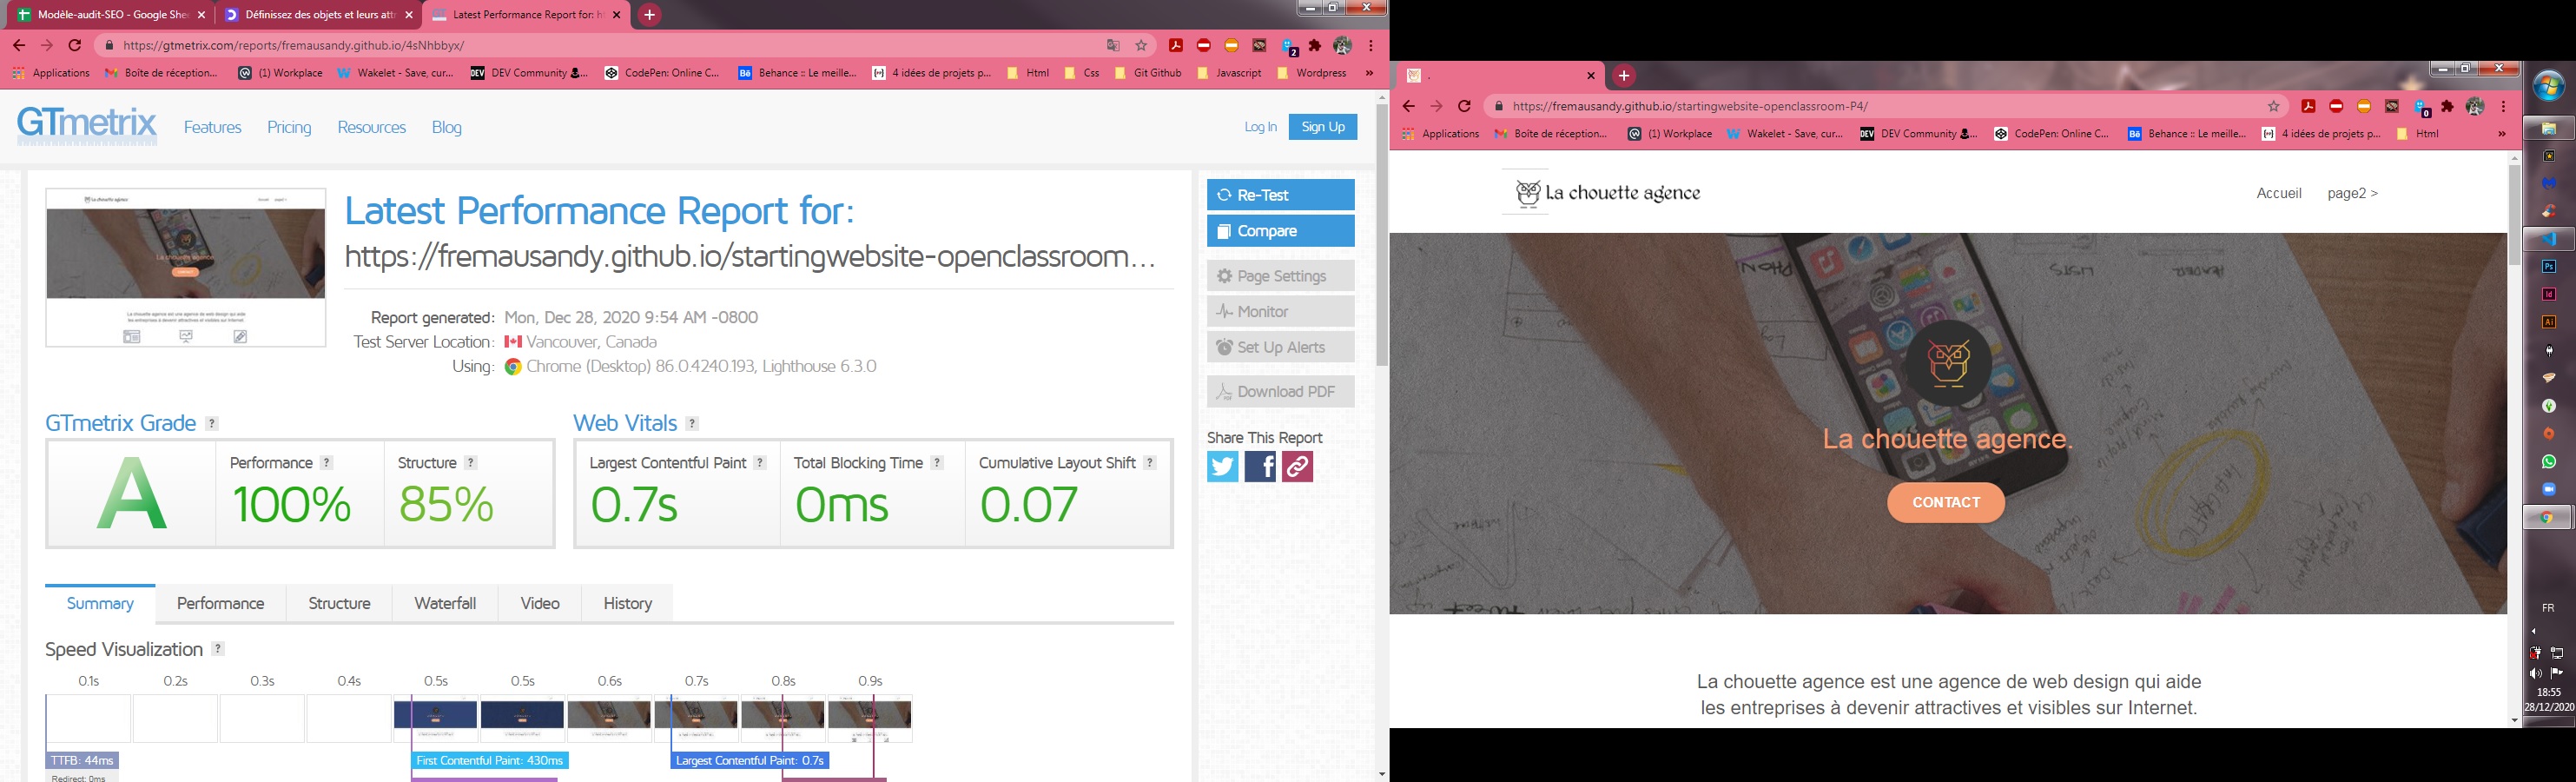 Modèle-audit-SEO - Google She
Définissez des objets et leurs attr
Latest Performance Report for: h
https://gtmetrix.com/reports/fremausandy.github.io/4sNhbbyx/
2
Applications
Boîte de réception...
(1) Workplace
Wakelet - Save, cur...
DEV Community
CodePen: Online C...
Behance :: Le meille...
4 idées de projets p...
Html
Css
Git Github
Javascript
Wordpress
»
GTmetrix
Features
Pricing
Resources
Blog
Log In
Sign Up
Latest Performance Report for:
https://fremausandy.github.io/startingwebsite-openclassroom...
Report generated: Mon, Dec 28, 2020 9:54 AM -0800
Test Server Location: Vancouver, Canada
Using: Chrome (Desktop) 86.0.4240.193, Lighthouse 6.3.0
Re-Test
Compare
Page Settings
Monitor
Set Up Alerts
Download PDF
Share This Report
GTmetrix Grade ?
Web Vitals ?
A
Performance ?
100%
Structure ?
85%
Largest Contentful Paint ?
0.7s
Total Blocking Time ?
0ms
Cumulative Layout Shift ?
0.07
Summary
Performance
Structure
Waterfall
Video
History
Speed Visualization ?
0.1s 0.2s 0.3s 0.4s 0.5s 0.5s 0.6s 0.7s 0.8s 0.9s
TTFB: 44ms
First Contentful Paint: 430ms
Largest Contentful Paint: 0.7s
Redirect: 0ms
.
https://fremausandy.github.io/startingwebsite-openclassroom-P4/
0
Applications
Boîte de réception...
(1) Workplace
Wakelet - Save, cur...
DEV Community
CodePen: Online C...
Behance :: Le meille...
4 idées de projets p...
Html
»
La chouette agence
Accueil
page2 >
La chouette agence.
CONTACT
La chouette agence est une agence de web design qui aide
les entreprises à devenir attractives et visibles sur Internet.
Ps
Id
Ai
FR
18:55
28/12/2020